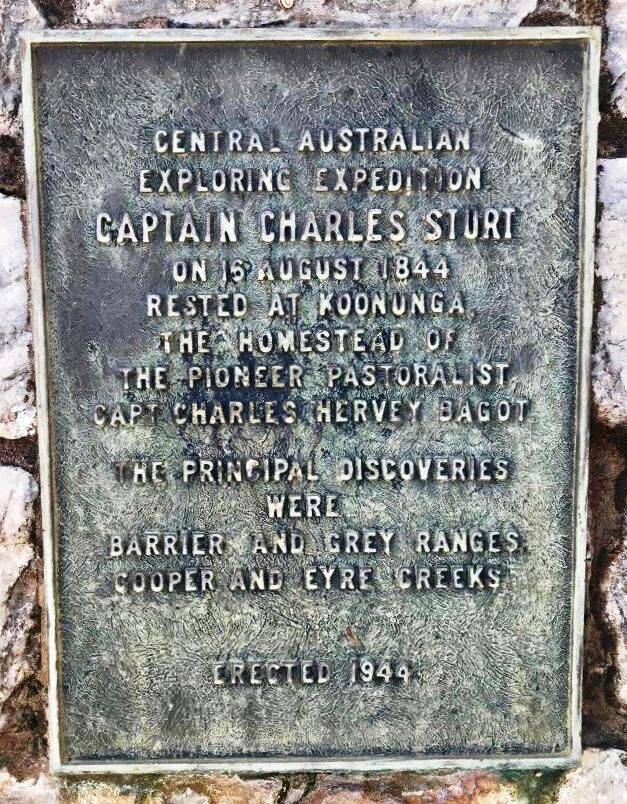 CENTRAL AUSTRALIAN
EXPLORING EXPEDITION
CAPTAIN CHARLES STURT
ON 15 AUGUST 1844
RESTED AT KOONUNGA,
THE HOMESTEAD OF
THE PIONEER PASTORALIST,
CAPT CHARLES HERVEY BAGOT.
THE PRINCIPAL DISCOVERIES
WERE
BARRIER AND GREY RANGES,
COOPER AND EYRE CREEKS.
ERECTED 1944